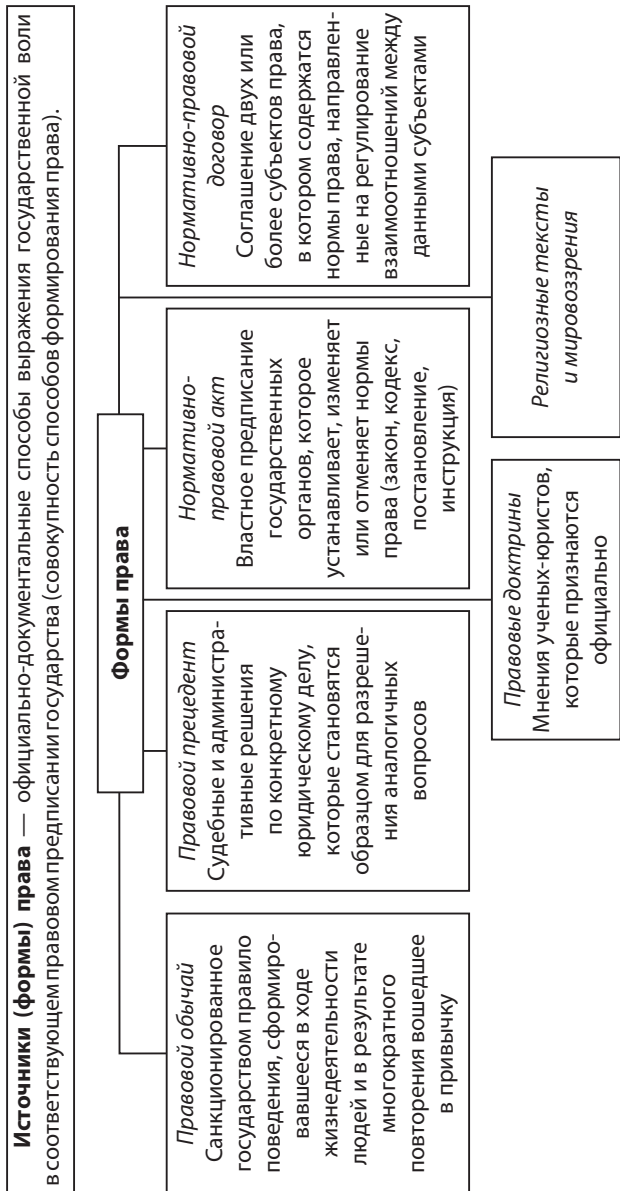 Источники (формы) права — официально-документальные способы выражения государственной воли
в соответствующем правовом предписании государства (совокупность способов формирования права).
Формы права
Правовой обычай
Санкционированное
государством правило
поведения, сформиро-
вавшееся в ходе
жизнедеятельности
людей и в результате
многократного
повторения вошедшее
в привычку
Правовой прецедент
Судебные и администра-
тивные решения
по конкретному
юридическому делу,
которые становятся
образцом для разреше-
ния аналогичных
вопросов
Нормативно-
правовой акт
Властное предписание
государственных
органов, которое
устанавливает, изменяет
или отменяет нормы
права (закон, кодекс,
постановление,
инструкция)
Нормативно-правовой
договор
Соглашение двух или
более субъектов права,
в котором содержатся
нормы права, направлен-
ные на регулирование
взаимоотношений между
данными субъектами
Правовые доктрины
Мнения ученых-юристов,
которые признаются
официально
Религиозные тексты
и мировоззрения